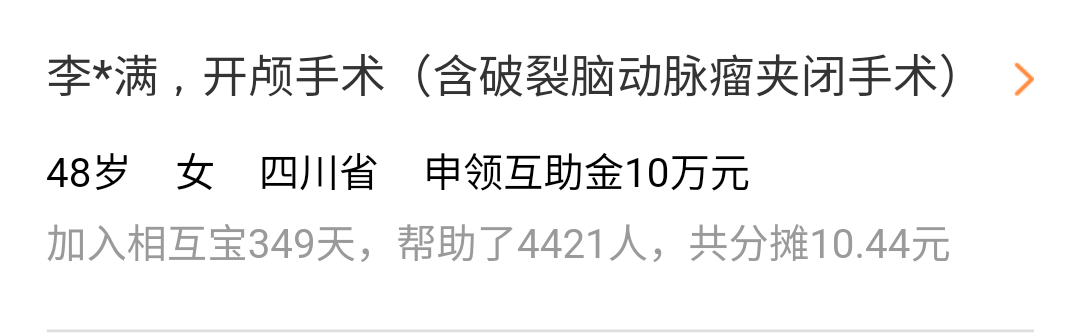 李*满，开颅手术（含破裂脑动脉瘤夹闭手术）
48岁 女 四川省 申领互助金10万元
加入相互宝349天，帮助了4421人，共分摊10.44元